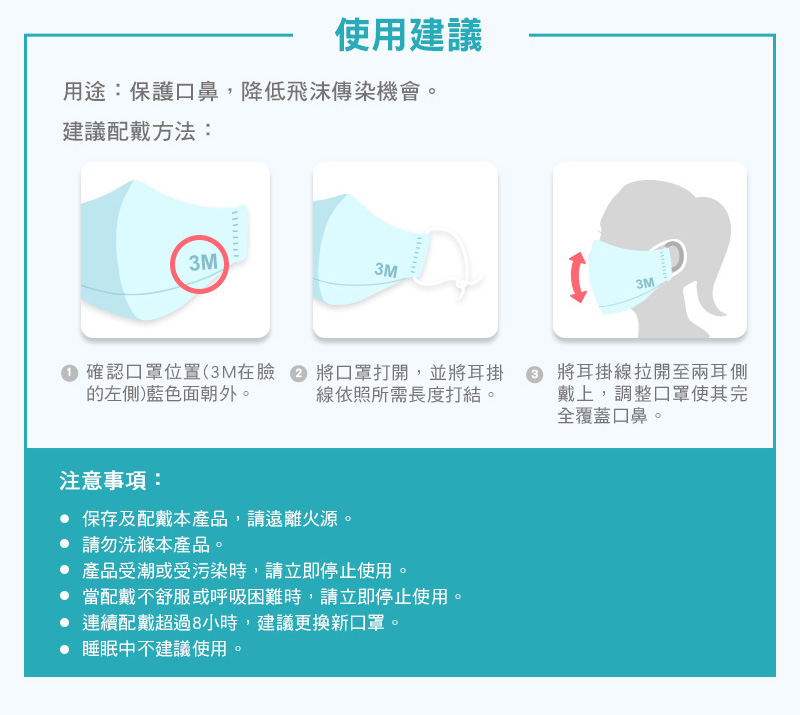 使用建議
用途：保護口鼻，降低飛沫傳染機會。
建議配戴方法：
3M
3M
3M
1 確認口罩位置(3M在臉
的左側)藍色面朝外。
2 將口罩打開，並將耳掛
線依照所需長度打結。
3 將耳掛線拉開至兩耳側
戴上，調整口罩使其完
全覆蓋口鼻。
注意事項：
● 保存及配戴本產品，請遠離火源。
● 請勿洗滌本產品。
● 產品受潮或受污染時，請立即停止使用。
● 當配戴不舒服或呼吸困難時，請立即停止使用。
● 連續配戴超過8小時，建議更換新口罩。
● 睡眠中不建議使用。